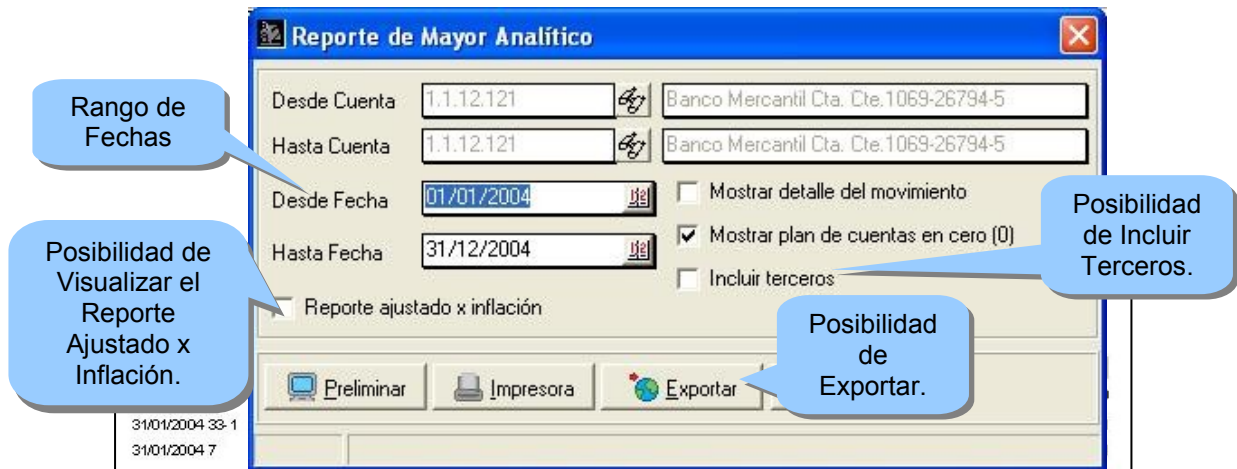 Reporte de Mayor Analítico
Rango de
Fechas
Desde Cuenta 1.1.12.121 Banco Mercantil Cta. Cte.1069-26794-5
Hasta Cuenta 1.1.12.121 Banco Mercantil Cta. Cte.1069-26794-5
Desde Fecha 01/01/2004
Mostrar detalle del movimiento
Hasta Fecha 31/12/2004
Mostrar plan de cuentas en cero (0)
Incluir terceros
Posibilidad
de Incluir
Terceros.
Posibilidad de
Visualizar el
Reporte
Ajustado x
Inflación.
Reporte ajustado x inflación
Posibilidad
de
Exportar.
Preliminar Impresora Exportar
31/01/2004 33-1
31/01/2004 7